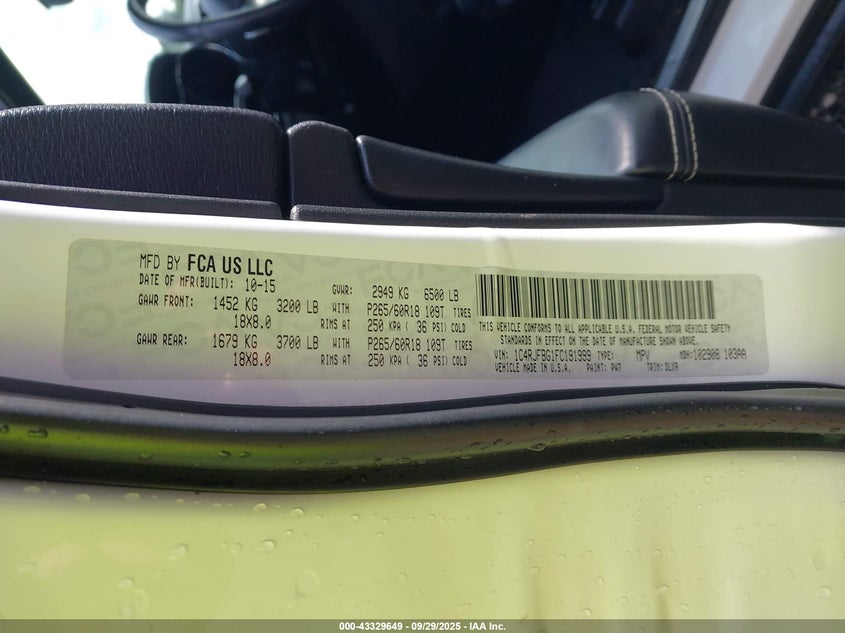 MFD BY FCA US LLC
DATE OF MFR(BUILT): 10-15 GVWR: 2949 KG 6500 LB
GAWR FRONT: 1452 KG 3200 LB WITH P265/60R18 109T TIRES
18X8.0 RIMS AT 250 KPA ( 36 PSI) COLD
GAWR REAR: 1679 KG 3700 LB WITH P265/60R18 109T TIRES
18X8.0 RIMS AT 250 KPA ( 36 PSI) COLD
THIS VEHICLE CONFORMS TO ALL APPLICABLE U.S.A. FEDERAL MOTOR VEHICLE SAFETY
STANDARDS IN EFFECT ON THE DATE OF MANUFACTURE SHOWN ABOVE.
VIN: 1C4RJFBG1FC191999 TYPE: MPV MDH: 102908 103AA
VEHICLE MADE IN U.S.A. PAINT: PW7 TRIM: DLX9
000-43329649 - 09/29/2025 - IAA Inc.